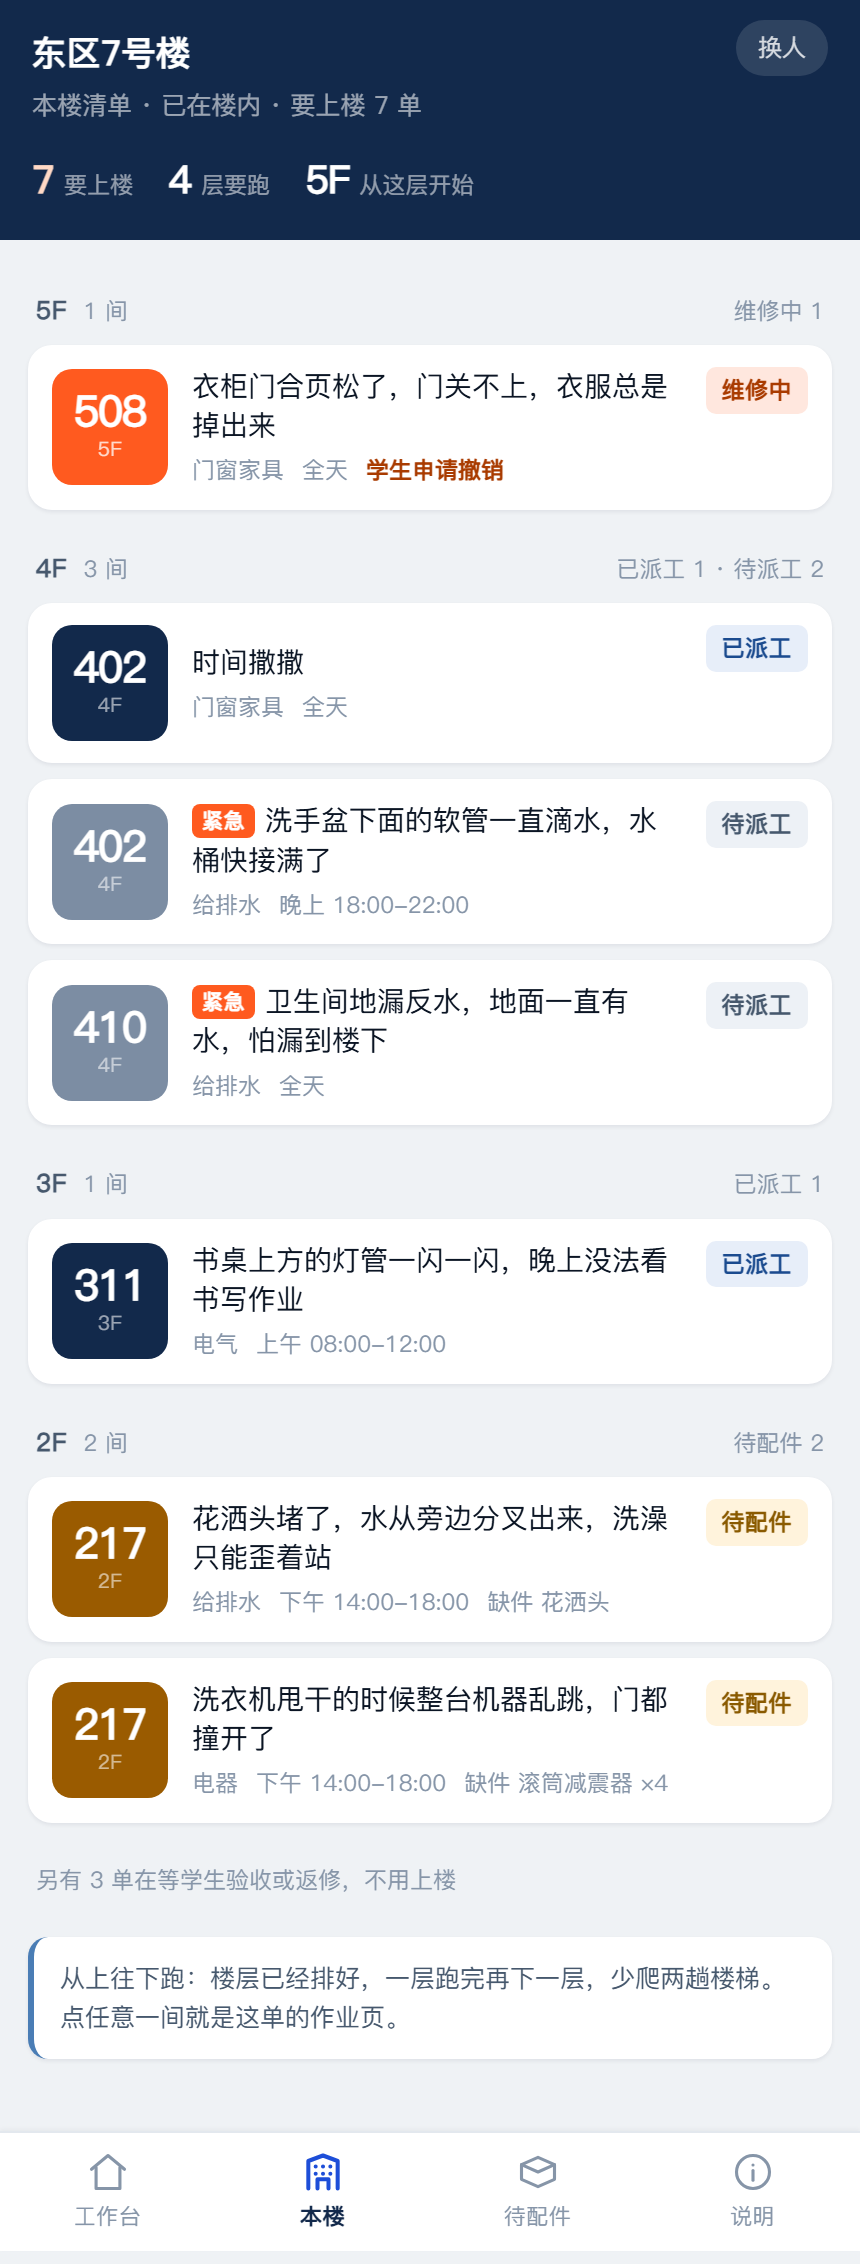 东区7号楼
换人
本楼清单 · 已在楼内 · 要上楼 7 单
7 要上楼 4 层要跑 5F 从这层开始
5F 1 间 维修中 1
508
5F
衣柜门合页松了，门关不上，衣服总是
掉出来
门窗家具 全天 学生申请撤销
维修中
4F 3 间 已派工 1 · 待派工 2
402
4F
时间撒撒
门窗家具 全天
已派工
402
4F
紧急 洗手盆下面的软管一直滴水，水
桶快接满了
给排水 晚上 18:00–22:00
待派工
410
4F
紧急 卫生间地漏反水，地面一直有
水，怕漏到楼下
给排水 全天
待派工
3F 1 间 已派工 1
311
3F
书桌上方的灯管一闪一闪，晚上没法看
书写作业
电气 上午 08:00–12:00
已派工
2F 2 间 待配件 2
217
2F
花洒头堵了，水从旁边分叉出来，洗澡
只能歪着站
给排水 下午 14:00–18:00 缺件 花洒头
待配件
217
2F
洗衣机甩干的时候整台机器乱跳，门都
撞开了
电器 下午 14:00–18:00 缺件 滚筒减震器 ×4
待配件
另有 3 单在等学生验收或返修，不用上楼
从上往下跑：楼层已经排好，一层跑完再下一层，少爬两趟楼梯。
点任意一间就是这单的作业页。
工作台 本楼 待配件 说明